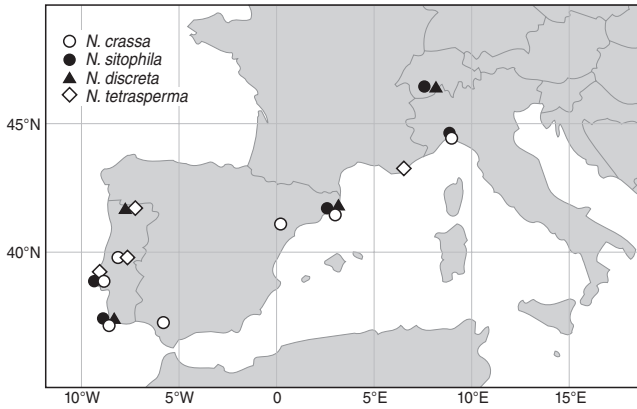 N. crassa
N. sitophila
N. discreta
N. tetrasperma
45°N
40°N
10°W 5°W 0° 5°E 10°E 15°E